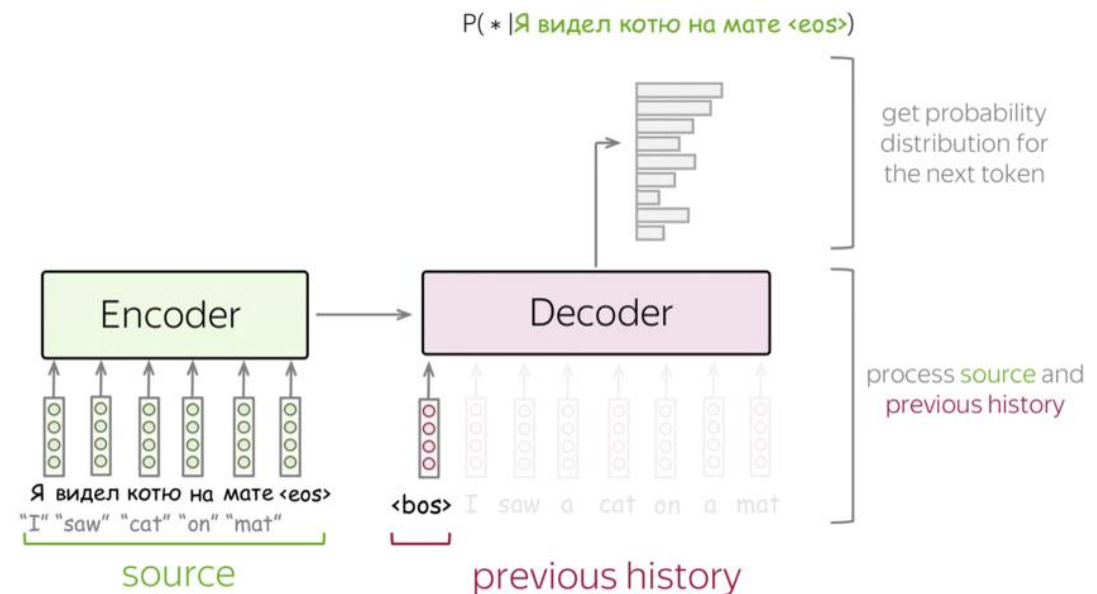 P( * |Я видел котю на мате <eos>)
get probability
distribution for
the next token
Encoder
Decoder
process source and
previous history
Я видел котю на мате <eos>
"I" "saw" "cat" "on" "mat"
<bos> I saw a cat on a mat
source
previous history